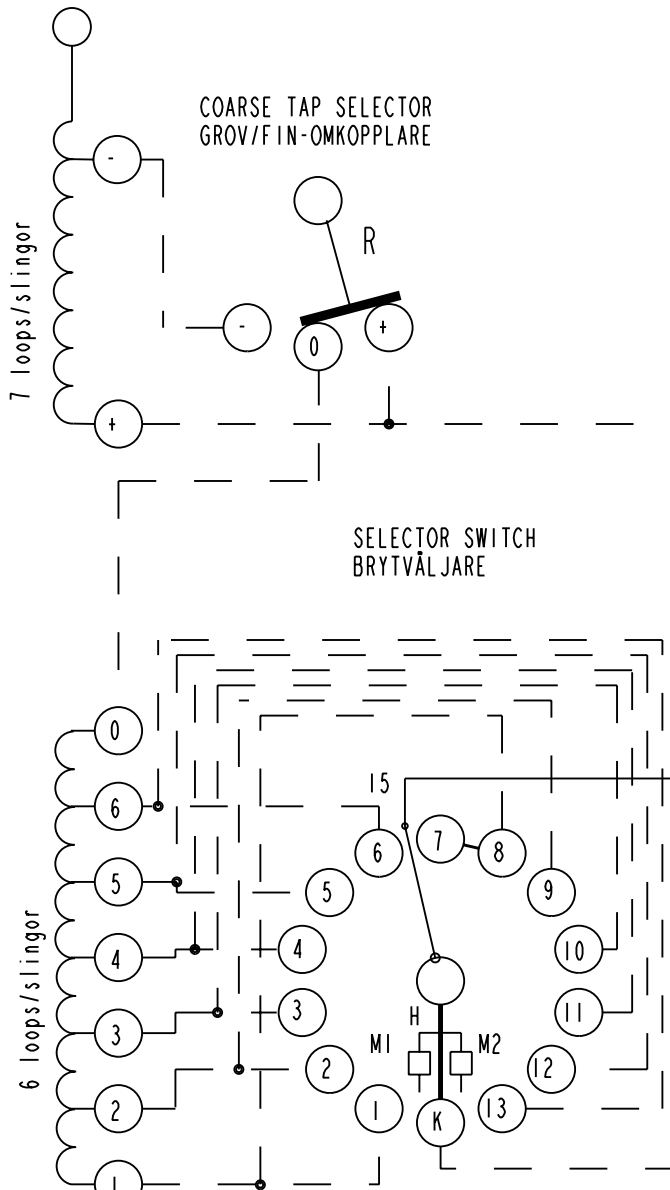 COARSE TAP SELECTOR
GROV/FIN-OMKOPPLARE
-
R
7 loops/slingor
-
0
+
+
SELECTOR SWITCH
BRYTVÄLJARE
0
15
6
7
6
8
5
5
9
4
4
10
6 loops/slingor
3
3
H
11
M1
M2
2
12
2
1
K
13
1